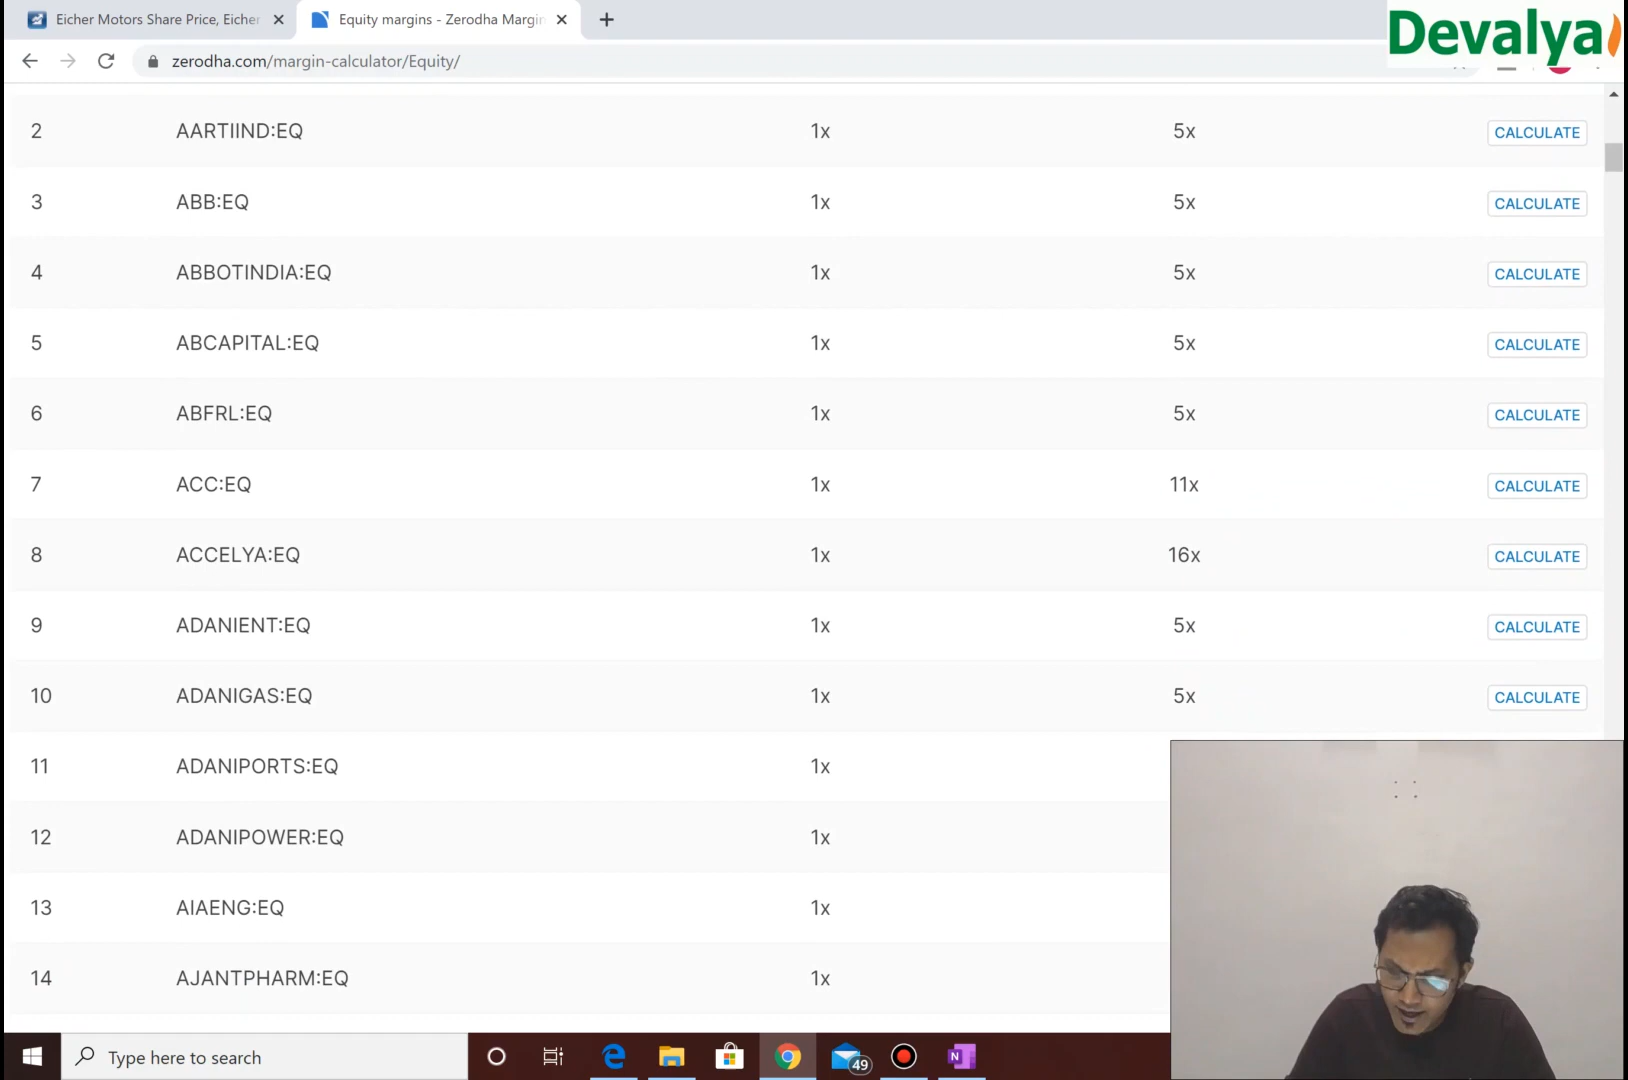 Eicher Motors Share Price, Eicher
Equity margins - Zerodha Margin
Devalya
zerodha.com/margin-calculator/Equity/
2 AARTIIND:EQ 1x 5x CALCULATE
3 ABB:EQ 1x 5x CALCULATE
4 ABBOTINDIA:EQ 1x 5x CALCULATE
5 ABCAPITAL:EQ 1x 5x CALCULATE
6 ABFRL:EQ 1x 5x CALCULATE
7 ACC:EQ 1x 11x CALCULATE
8 ACCELYA:EQ 1x 16x CALCULATE
9 ADANIENT:EQ 1x 5x CALCULATE
10 ADANIGAS:EQ 1x 5x CALCULATE
11 ADANIPORTS:EQ 1x
12 ADANIPOWER:EQ 1x
13 AIAENG:EQ 1x
14 AJANTPHARM:EQ 1x
Type here to search
49
N